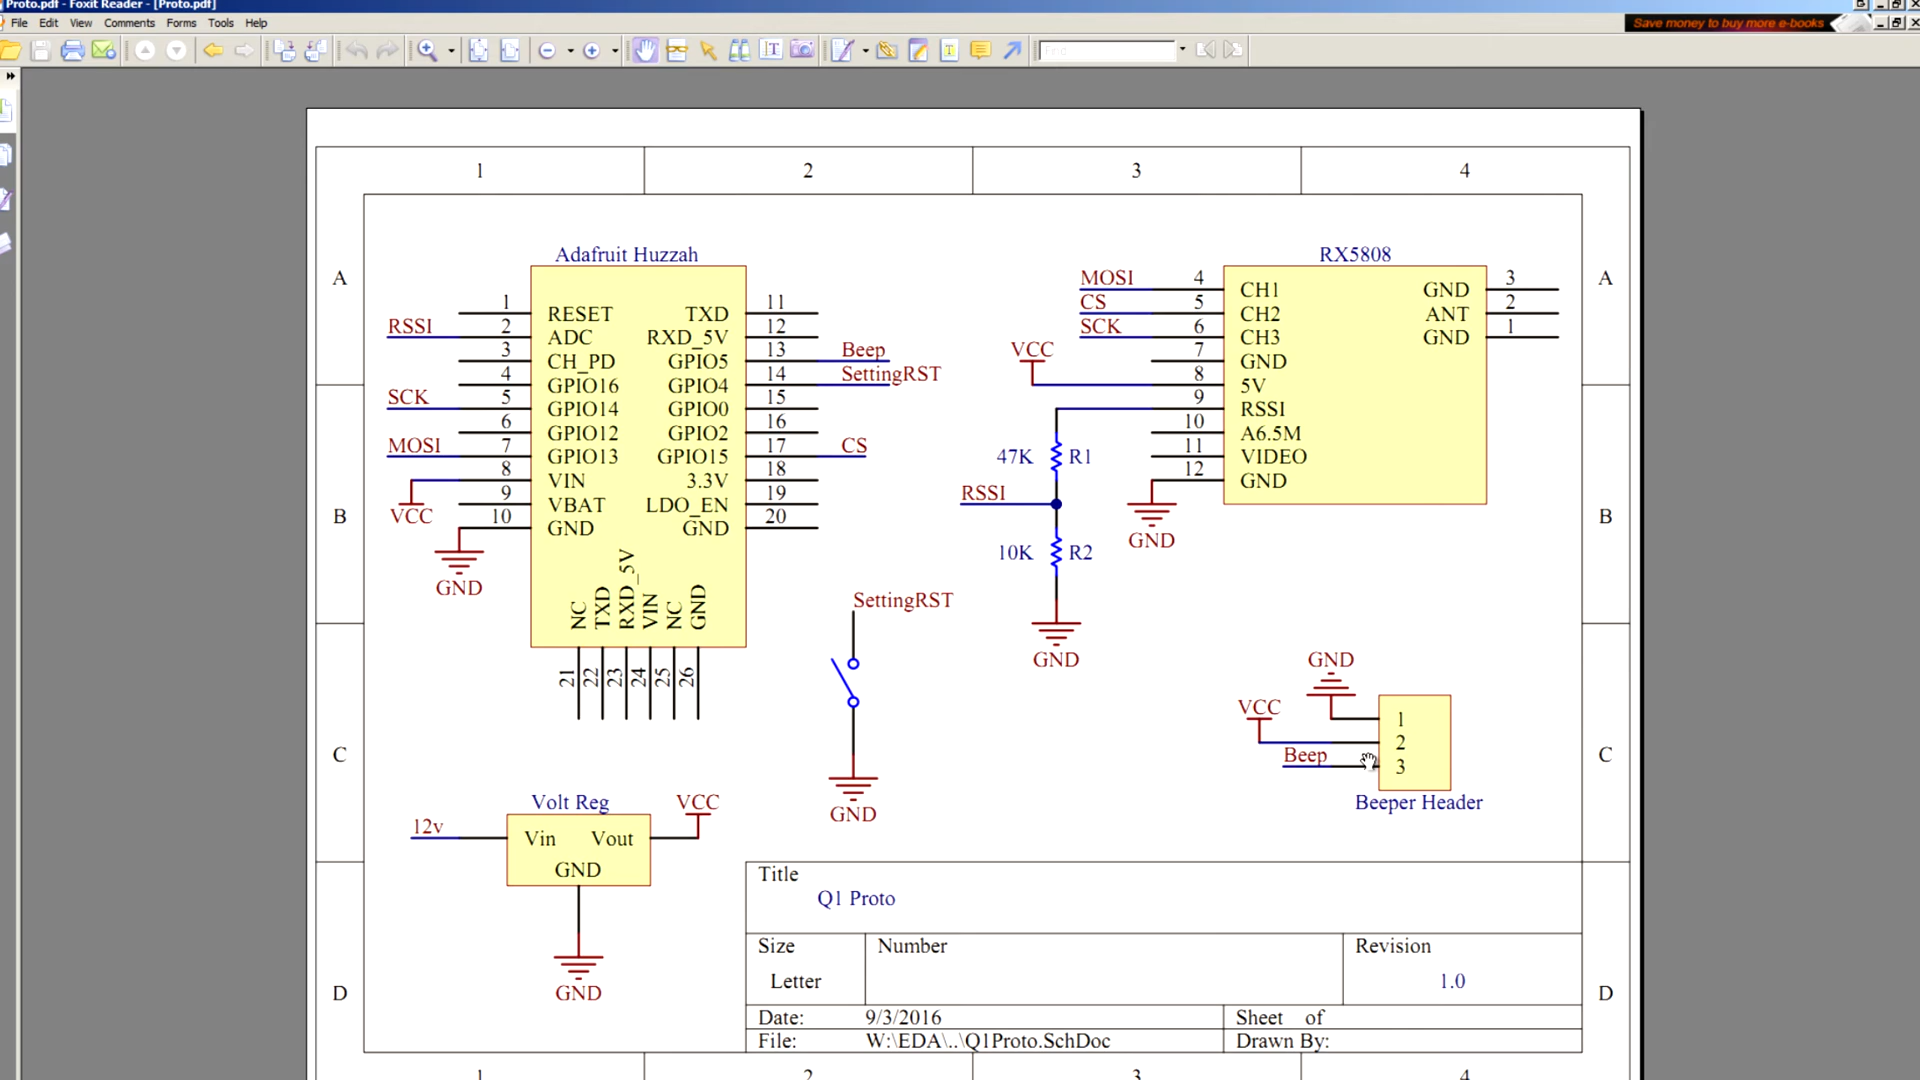 Proto.pdf - Foxit Reader - [Proto.pdf]
File Edit View Comments Forms Tools Help
Save money to buy more e-books
1 2 3 4
A
B
C
D
Adafruit Huzzah
1 RESET
RSSI 2 ADC
3 CH_PD
4 GPIO16
SCK 5 GPIO14
6 GPIO12
MOSI 7 GPIO13
8 VIN
VCC
9 VBAT
10 GND
GND
TXD 11
RXD_5V 12
GPIO5 13 Beep
GPIO4 14 SettingRST
GPIO0 15
GPIO2 16
GPIO15 17 CS
3.3V 18
LDO_EN 19
GND 20
NC TXD RXD_5V VIN NC GND
21 22 23 24 25 26
RX5808
MOSI 4 CH1
CS 5 CH2
SCK 6 CH3
7 GND
VCC
8 5V
9 RSSI
10 A6.5M
11 VIDEO
12 GND
GND
GND 3
ANT 2
GND 1
47K R1
RSSI
10K R2
GND
SettingRST
GND
GND
VCC
Beep
1
2
3
Beeper Header
Volt Reg
12v
Vin Vout
GND
VCC
GND
A
B
C
D
Title
Q1 Proto
Size Number Revision
Letter 1.0
Date: 9/3/2016 Sheet of
File: W:\EDA\..\Q1Proto.SchDoc Drawn By:
1 2 3 4